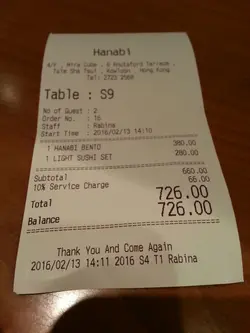 Hanabi
Tsim Sha Tsui , Kowloon , Hong Kong
Tel 2723 2568
Table : S9
No of Guest : 2
Order No. : 16
Staff : Rabina
Start Time : 2016/02/13 14:10
1 HANABI BENTO 380.00
1 LIGHT SUSHI SET 280.00
Subtotal 660.00
10% Service Charge 66.00
Total 726.00
Balance 726.00
Thank You And Come Again
2016/02/13 14:11 2016 S4 T1 Rabina